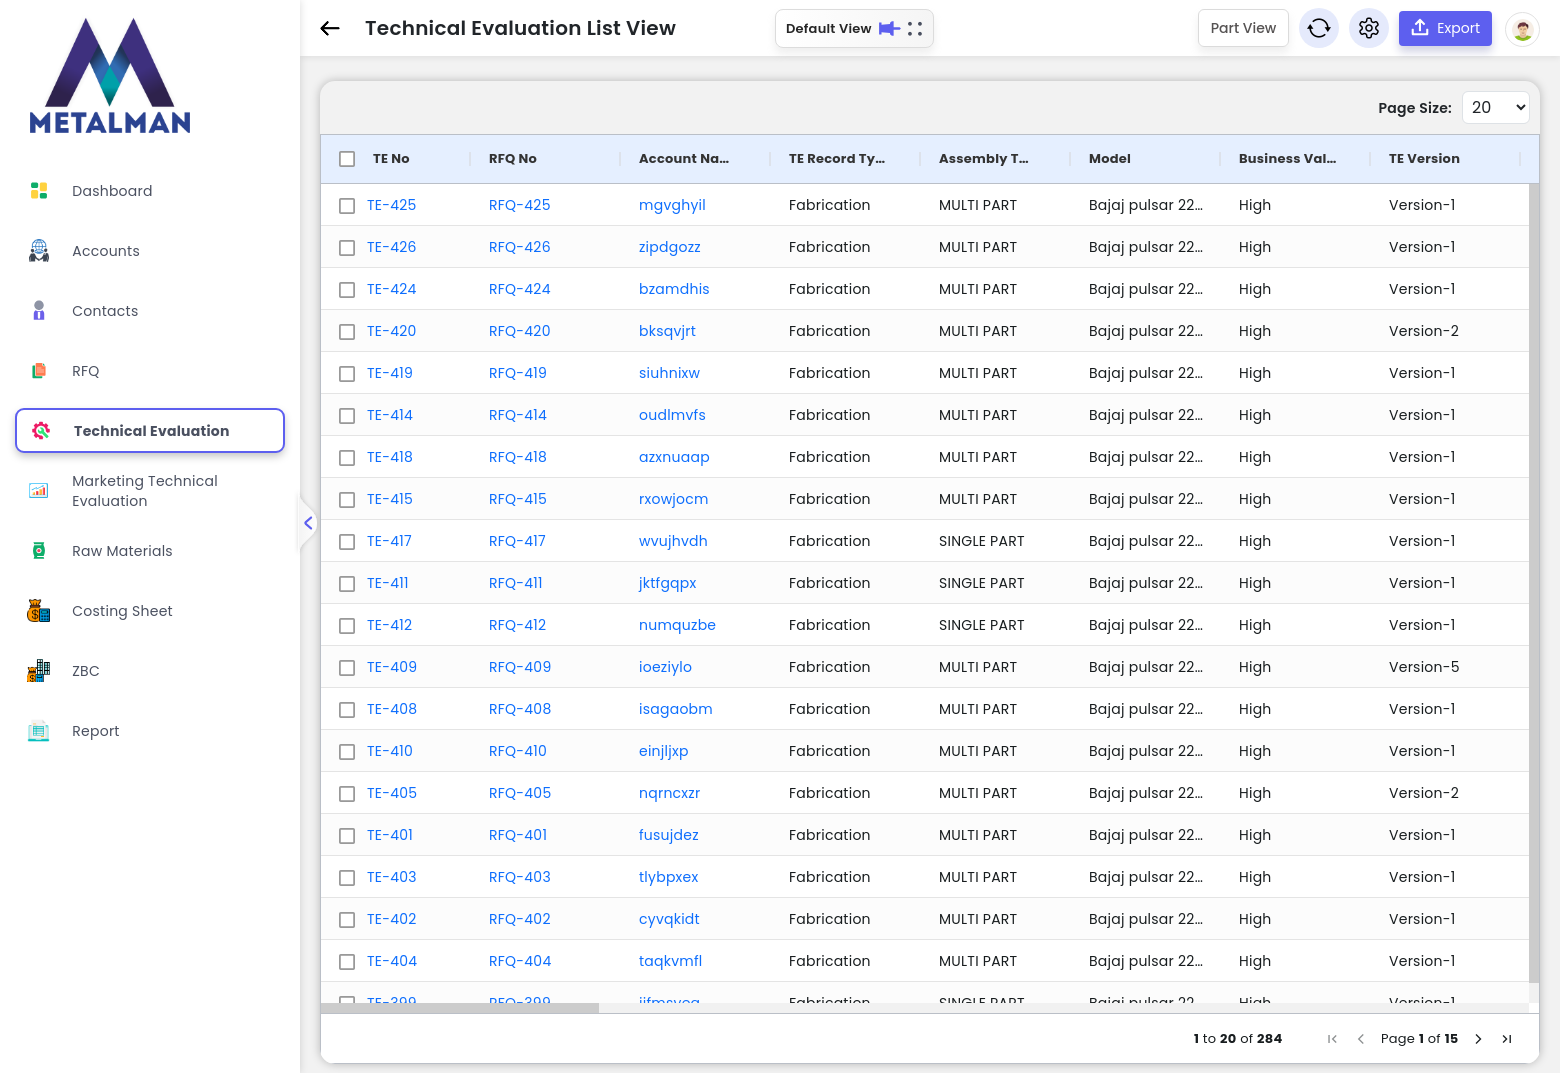 METALMAN
Dashboard
Accounts
Contacts
RFQ
Technical Evaluation
Marketing Technical
Evaluation
Raw Materials
Costing Sheet
ZBC
Report
Technical Evaluation List View
Default View
Part View
Export
Page Size: 20
TE No RFQ No Account Na... TE Record Ty... Assembly T... Model Business Val... TE Version
TE-425 RFQ-425 mgvghyil Fabrication MULTI PART Bajaj pulsar 22... High Version-1
TE-426 RFQ-426 zipdgozz Fabrication MULTI PART Bajaj pulsar 22... High Version-1
TE-424 RFQ-424 bzamdhis Fabrication MULTI PART Bajaj pulsar 22... High Version-1
TE-420 RFQ-420 bksqvjrt Fabrication MULTI PART Bajaj pulsar 22... High Version-2
TE-419 RFQ-419 siuhnixw Fabrication MULTI PART Bajaj pulsar 22... High Version-1
TE-414 RFQ-414 oudlmvfs Fabrication MULTI PART Bajaj pulsar 22... High Version-1
TE-418 RFQ-418 azxnuaap Fabrication MULTI PART Bajaj pulsar 22... High Version-1
TE-415 RFQ-415 rxowjocm Fabrication MULTI PART Bajaj pulsar 22... High Version-1
TE-417 RFQ-417 wvujhvdh Fabrication SINGLE PART Bajaj pulsar 22... High Version-1
TE-411 RFQ-411 jktfgqpx Fabrication SINGLE PART Bajaj pulsar 22... High Version-1
TE-412 RFQ-412 numquzbe Fabrication SINGLE PART Bajaj pulsar 22... High Version-1
TE-409 RFQ-409 ioeziylo Fabrication MULTI PART Bajaj pulsar 22... High Version-5
TE-408 RFQ-408 isagaobm Fabrication MULTI PART Bajaj pulsar 22... High Version-1
TE-410 RFQ-410 einjljxp Fabrication MULTI PART Bajaj pulsar 22... High Version-1
TE-405 RFQ-405 nqrncxzr Fabrication MULTI PART Bajaj pulsar 22... High Version-2
TE-401 RFQ-401 fusujdez Fabrication MULTI PART Bajaj pulsar 22... High Version-1
TE-403 RFQ-403 tlybpxex Fabrication MULTI PART Bajaj pulsar 22... High Version-1
TE-402 RFQ-402 cyvqkidt Fabrication MULTI PART Bajaj pulsar 22... High Version-1
TE-404 RFQ-404 taqkvmfl Fabrication MULTI PART Bajaj pulsar 22... High Version-1
TE-399 RFQ-399 Fabrication SINGLE PART Bajaj pulsar 22... High Version-1
1 to 20 of 284 Page 1 of 15